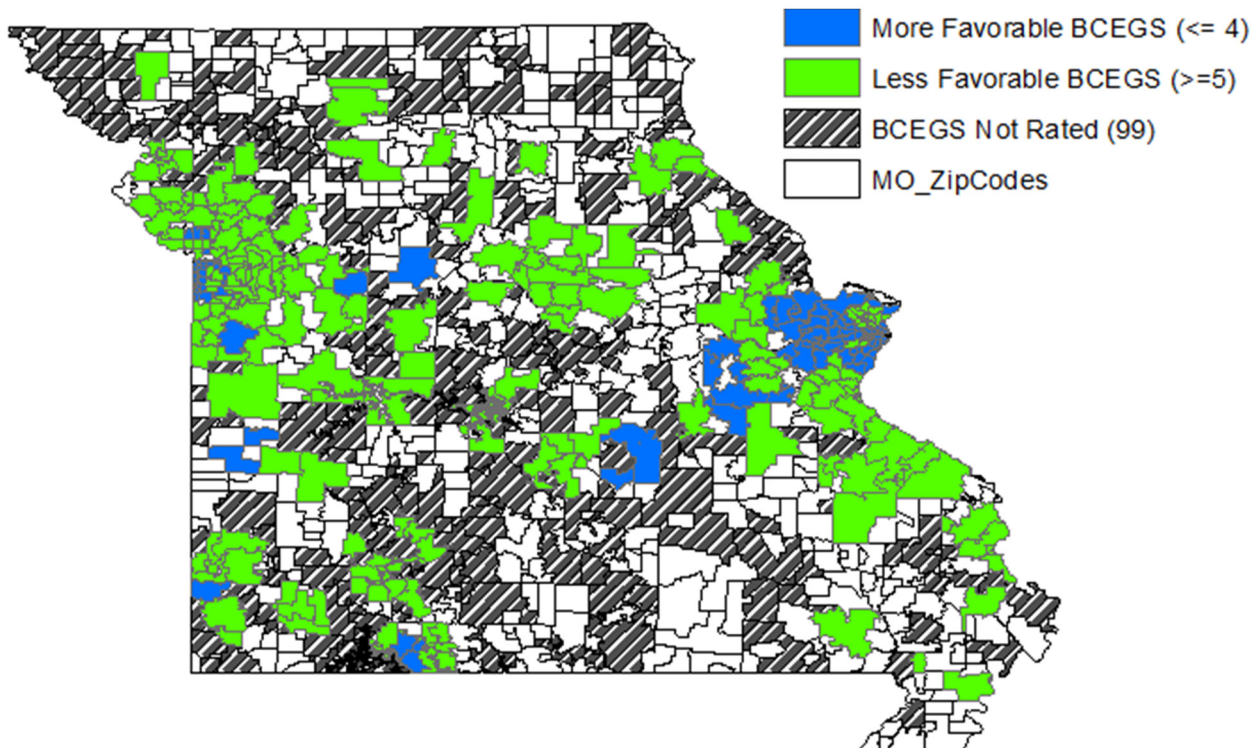 More Favorable BCEGS (<= 4)
Less Favorable BCEGS (>=5)
BCEGS Not Rated (99)
MO_ZipCodes